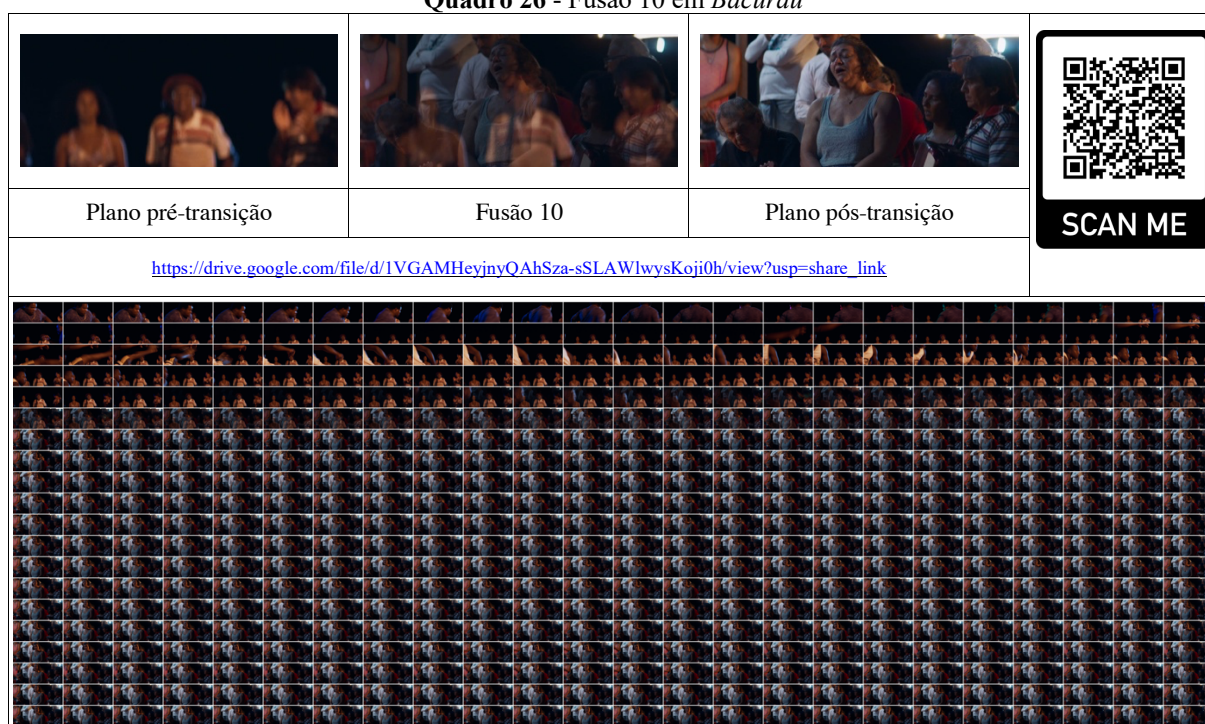 Quadro 26 - Fusão 10 em Bacurau
Plano pré-transição
Fusão 10
Plano pós-transição
SCAN ME
https://drive.google.com/file/d/1VGAMHeyjnyQAhSza-sSLAWlwysKoji0h/view?usp=share_link